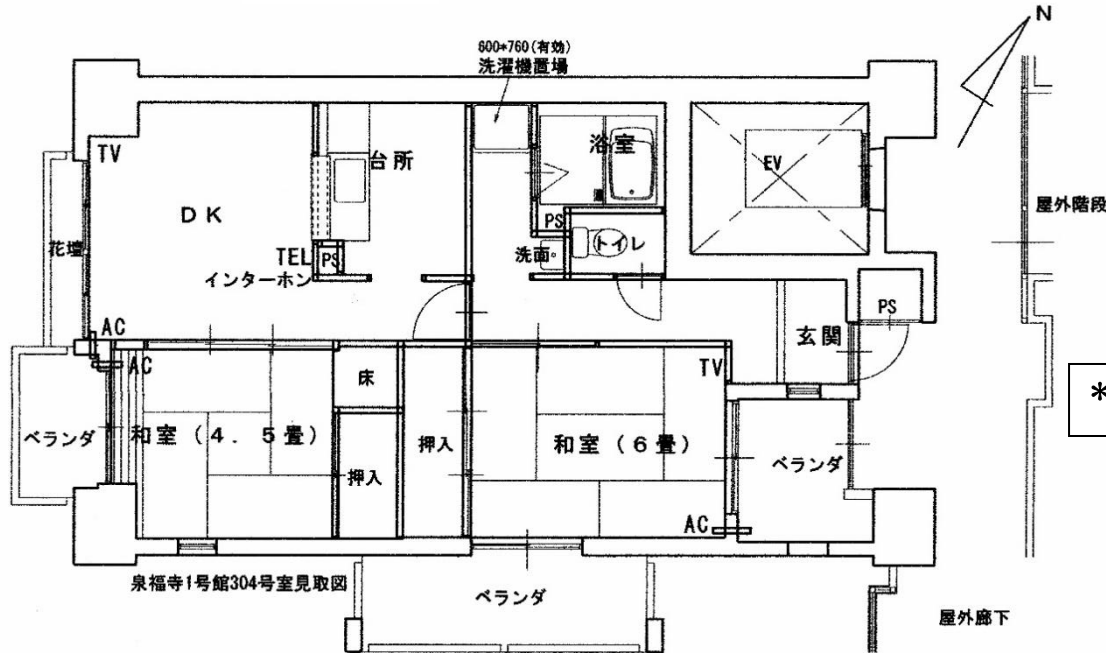 N
600*760(有効)
洗濯機置場
TV
台所
浴室
EV
屋外階段
DK
PS
トイレ
花壇
洗面
TEL
PS
インターホン
PS
AC
玄関
AC
TV
床
*
ベランダ
和室(4.5畳)
押入
和室(6畳)
ベランダ
押入
AC
泉福寺1号館304号室見取図
ベランダ
屋外廊下